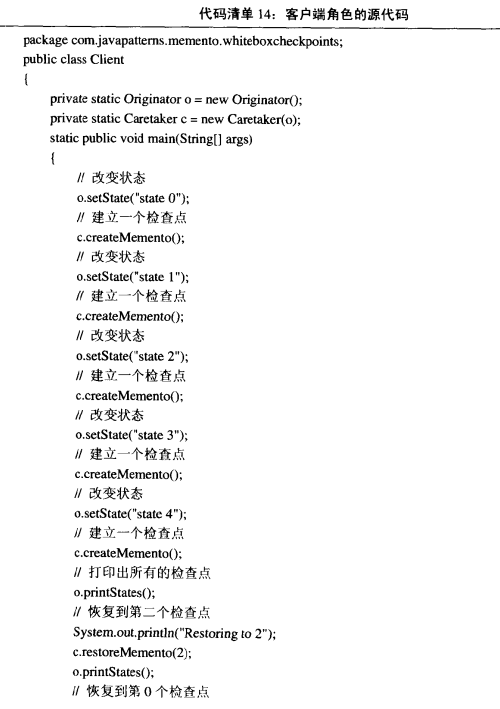 代码清单 14：客户端角色的源代码
package com.javapatterns.memento.whiteboxcheckpoints;
public class Client
{
private static Originator o = new Originator();
private static Caretaker c = new Caretaker(o);
static public void main(String[] args)
{
// 改变状态
o.setState("state 0");
// 建立一个检查点
c.createMemento();
// 改变状态
o.setState("state 1");
// 建立一个检查点
c.createMemento();
// 改变状态
o.setState("state 2");
// 建立一个检查点
c.createMemento();
// 改变状态
o.setState("state 3");
// 建立一个检查点
c.createMemento();
// 改变状态
o.setState("state 4");
// 建立一个检查点
c.createMemento();
// 打印出所有的检查点
o.printStates();
// 恢复到第二个检查点
System.out.println("Restoring to 2");
c.restoreMemento(2);
o.printStates();
// 恢复到第 0 个检查点